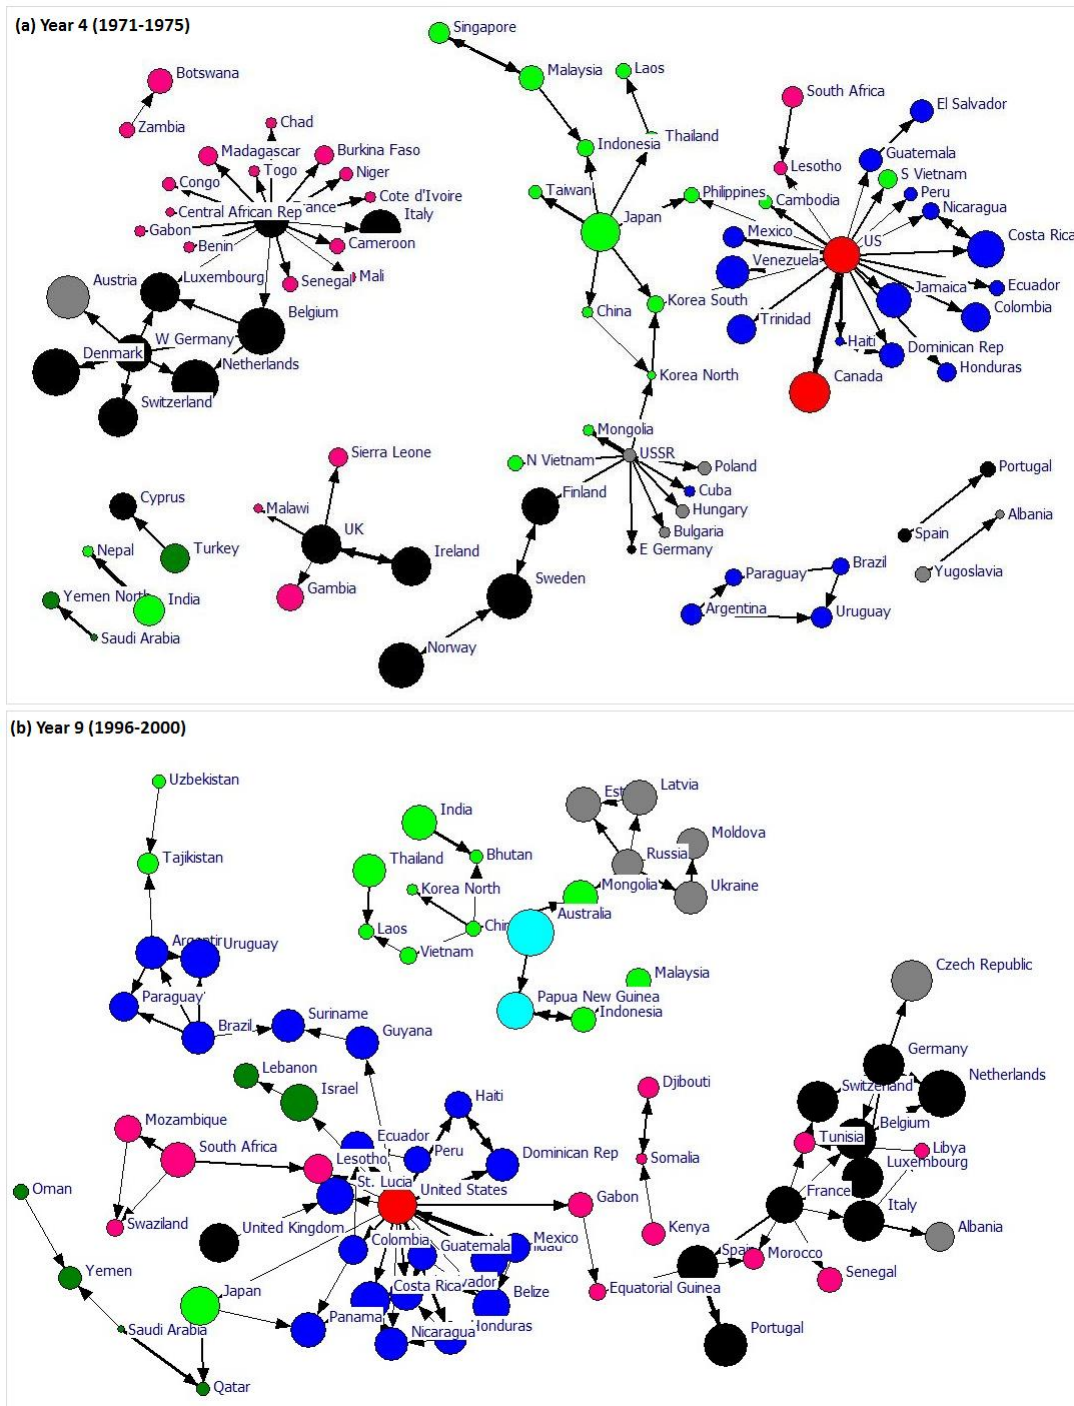 (a) Year 4 (1971-1975)
Singapore
Malaysia
Laos
Botswana
Zambia
Chad
South Africa
El Salvador
Indonesia
Thailand
Madagascar
Burkina Faso
Togo
Niger
Congo
Guatemala
Lesotho
S Vietnam
Taiwan
Philippines
Cambodia
Peru
Nicaragua
Cote d'Ivoire
Central African Rep
Italy
Japan
Gabon
Benin
Cameroon
Mexico
US
Costa Rica
Venezuela
Austria
Luxembourg
Senegal
Mali
Korea South
Jamaica
Ecuador
Colombia
China
Trinidad
Belgium
W Germany
Denmark
Netherlands
Haiti
Dominican Rep
Honduras
Korea North
Canada
Switzerland
Mongolia
Sierra Leone
USSR
N Vietnam
Poland
Portugal
Cyprus
Finland
Cuba
Malawi
Hungary
Albania
UK
Bulgaria
Spain
Nepal
Turkey
Ireland
E Germany
Brazil
Paraguay
Yugoslavia
Sweden
Gambia
Yemen North
India
Argentina
Uruguay
Saudi Arabia
Norway
(b) Year 9 (1996-2000)
Uzbekistan
Latvia
Est
India
Moldova
Tajikistan
Thailand
Bhutan
Russia
Korea North
Mongolia
Ukraine
Australia
Laos
Chin
Uruguay
Vietnam
Czech Republic
Malaysia
Paraguay
Papua New Guinea
Suriname
Indonesia
Brazil
Guyana
Germany
Lebanon
Netherlands
Israel
Haiti
Djibouti
Switzerland
Mozambique
Belgium
Ecuador
Tunisia
South Africa
Peru
Dominican Rep
Libya
Lesotho
Somalia
Luxembourg
St. Lucia
Oman
United States
Gabon
France
Italy
Swaziland
United Kingdom
Kenya
Albania
Colombia
Guatemala
Mexico
Spain
Morocco
Yemen
Senegal
Japan
Costa Rica
vador
Belize
Equatorial Guinea
Panama
Saudi Arabia
Nicaragua
Honduras
Portugal
Qatar